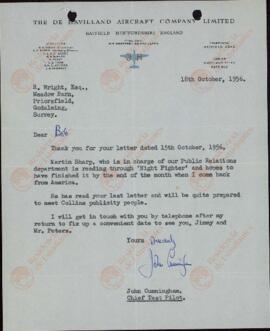 THE DE HAVILLAND AIRCRAFT COMPANY LIMITED
HATFIELD HERTFORDSHIRE ENGLAND
18th October, 1956.
R. Wright, Esq.,
Meadow Barn,
Priorsfield,
Godalming,
Surrey.
Dear Bob
Thank you for your letter dated 15th October, 1956.
Martin Sharp, who is in charge of our Public Relations
department is reading through 'Night Fighter' and hopes to
have finished it by the end of the month when I come back
from America.
He has read your last letter and will be quite prepared
to meet Collins publicity people.
I will get in touch with you by telephone after my
return to fix up a convenient date to see you, Jimmy and
Mr. Peters.
Yours sincerely
John Cunningham
John Cunningham.
Chief Test Pilot.